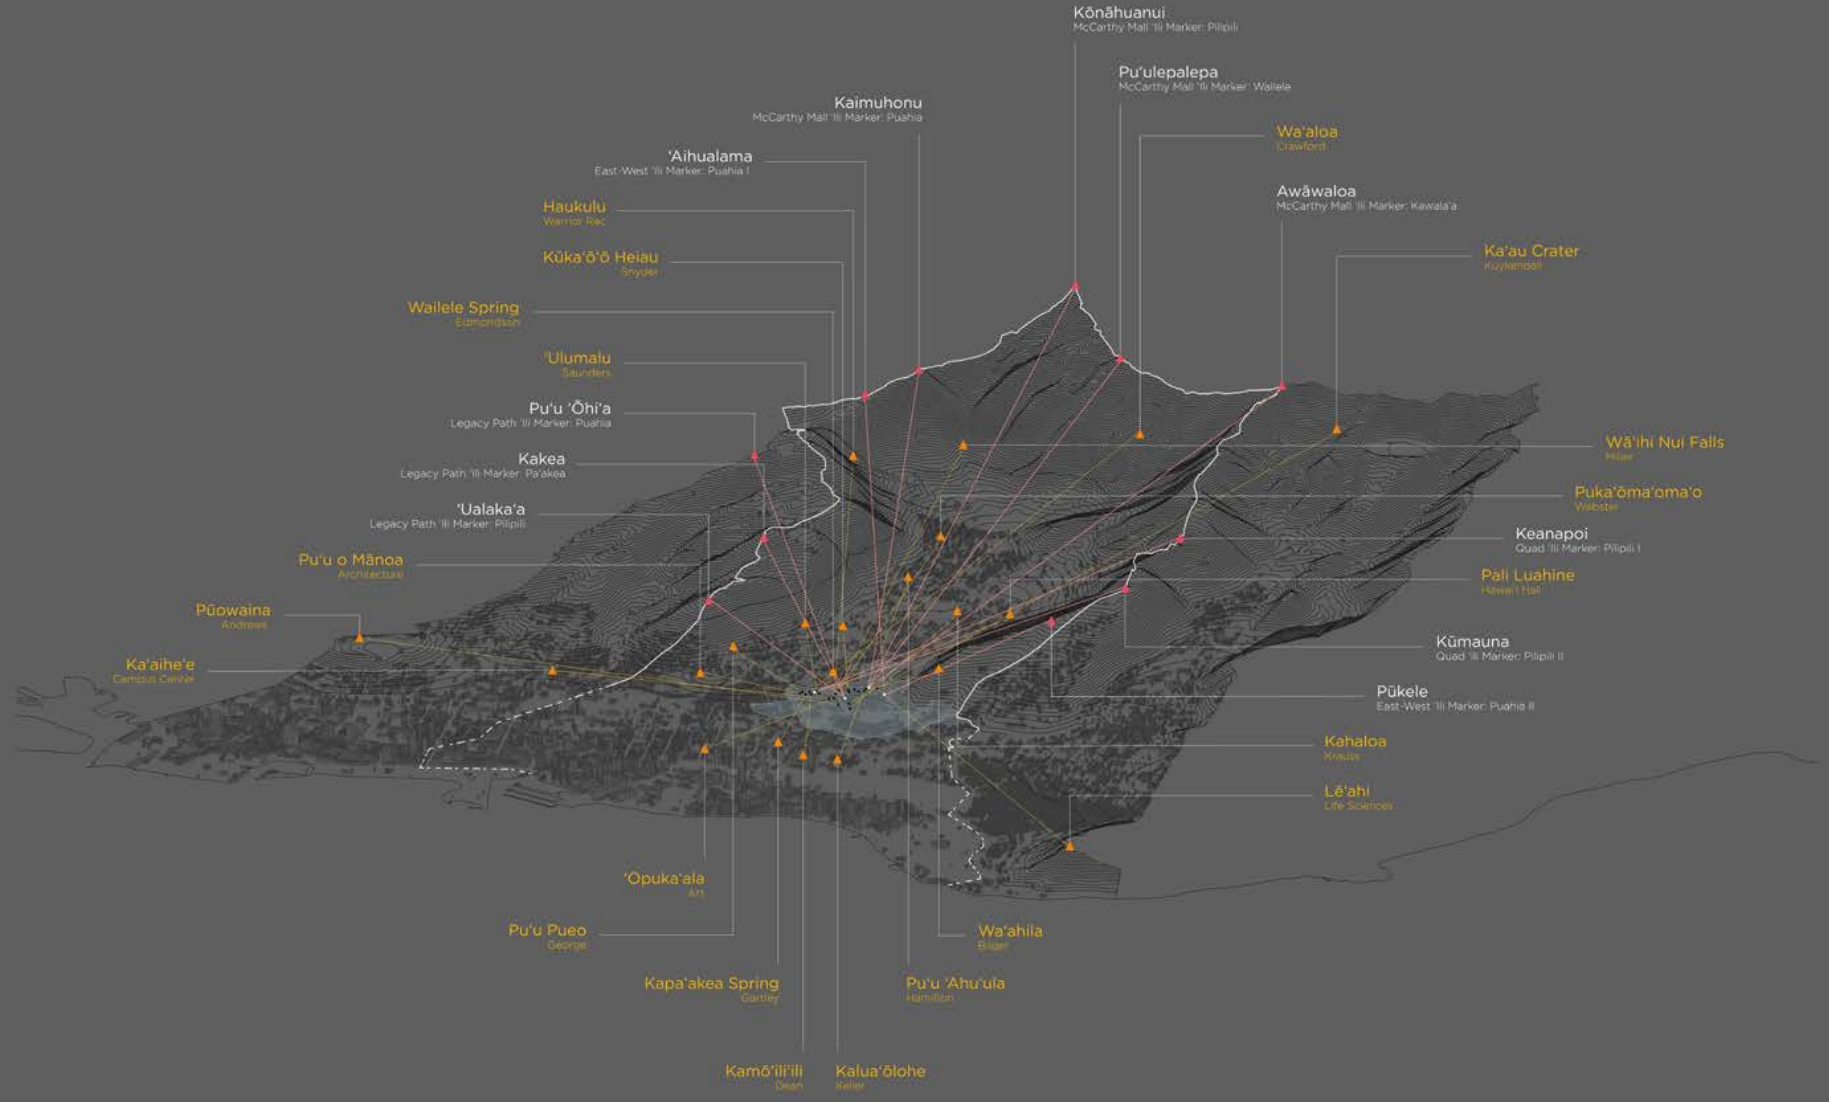 Kōnāhuanui
McCarthy Mall ʻIli Marker: Pilipili
Puʻulepalepa
McCarthy Mall ʻIli Marker: Wailele
Kaimuhonu
McCarthy Mall ʻIli Marker: Puahia
Waʻaloa
Crawford
ʻAihualama
East-West ʻIli Marker: Puahia I
Awāwaloa
McCarthy Mall ʻIli Marker: Kawalaʻa
Haukulu
Warrior Rec
Kaʻau Crater
Kuykendall
Kūkaʻōʻō Heiau
Snyder
Wailele Spring
Edmondson
ʻUlumalu
Saunders
Puʻu ʻŌhiʻa
Legacy Path ʻIli Marker: Puahia
Wāʻihi Nui Falls
Miller
Kakea
Legacy Path ʻIli Marker: Paʻakea
Pukaʻōmaʻomaʻo
Webster
ʻUalakaʻa
Legacy Path ʻIli Marker: Pilipili
Keanapoi
Quad ʻIli Marker: Pilipili I
Puʻu o Mānoa
Architecture
Pali Luahine
Hawaiʻi Hall
Pūowaina
Andrews
Kūmauna
Quad ʻIli Marker: Pilipili II
Kaʻaiheʻe
Campus Center
Pūkele
East-West ʻIli Marker: Puahia II
Kahaloa
Krauss
Lēʻahi
Life Sciences
ʻŌpukaʻala
Art
Puʻu Pueo
George
Waʻahila
Bilger
Kapaʻakea Spring
Gartley
Puʻu ʻAhuʻula
Hamilton
Kamōʻiliʻili
Dean
Kaluaʻōlohe
Keller